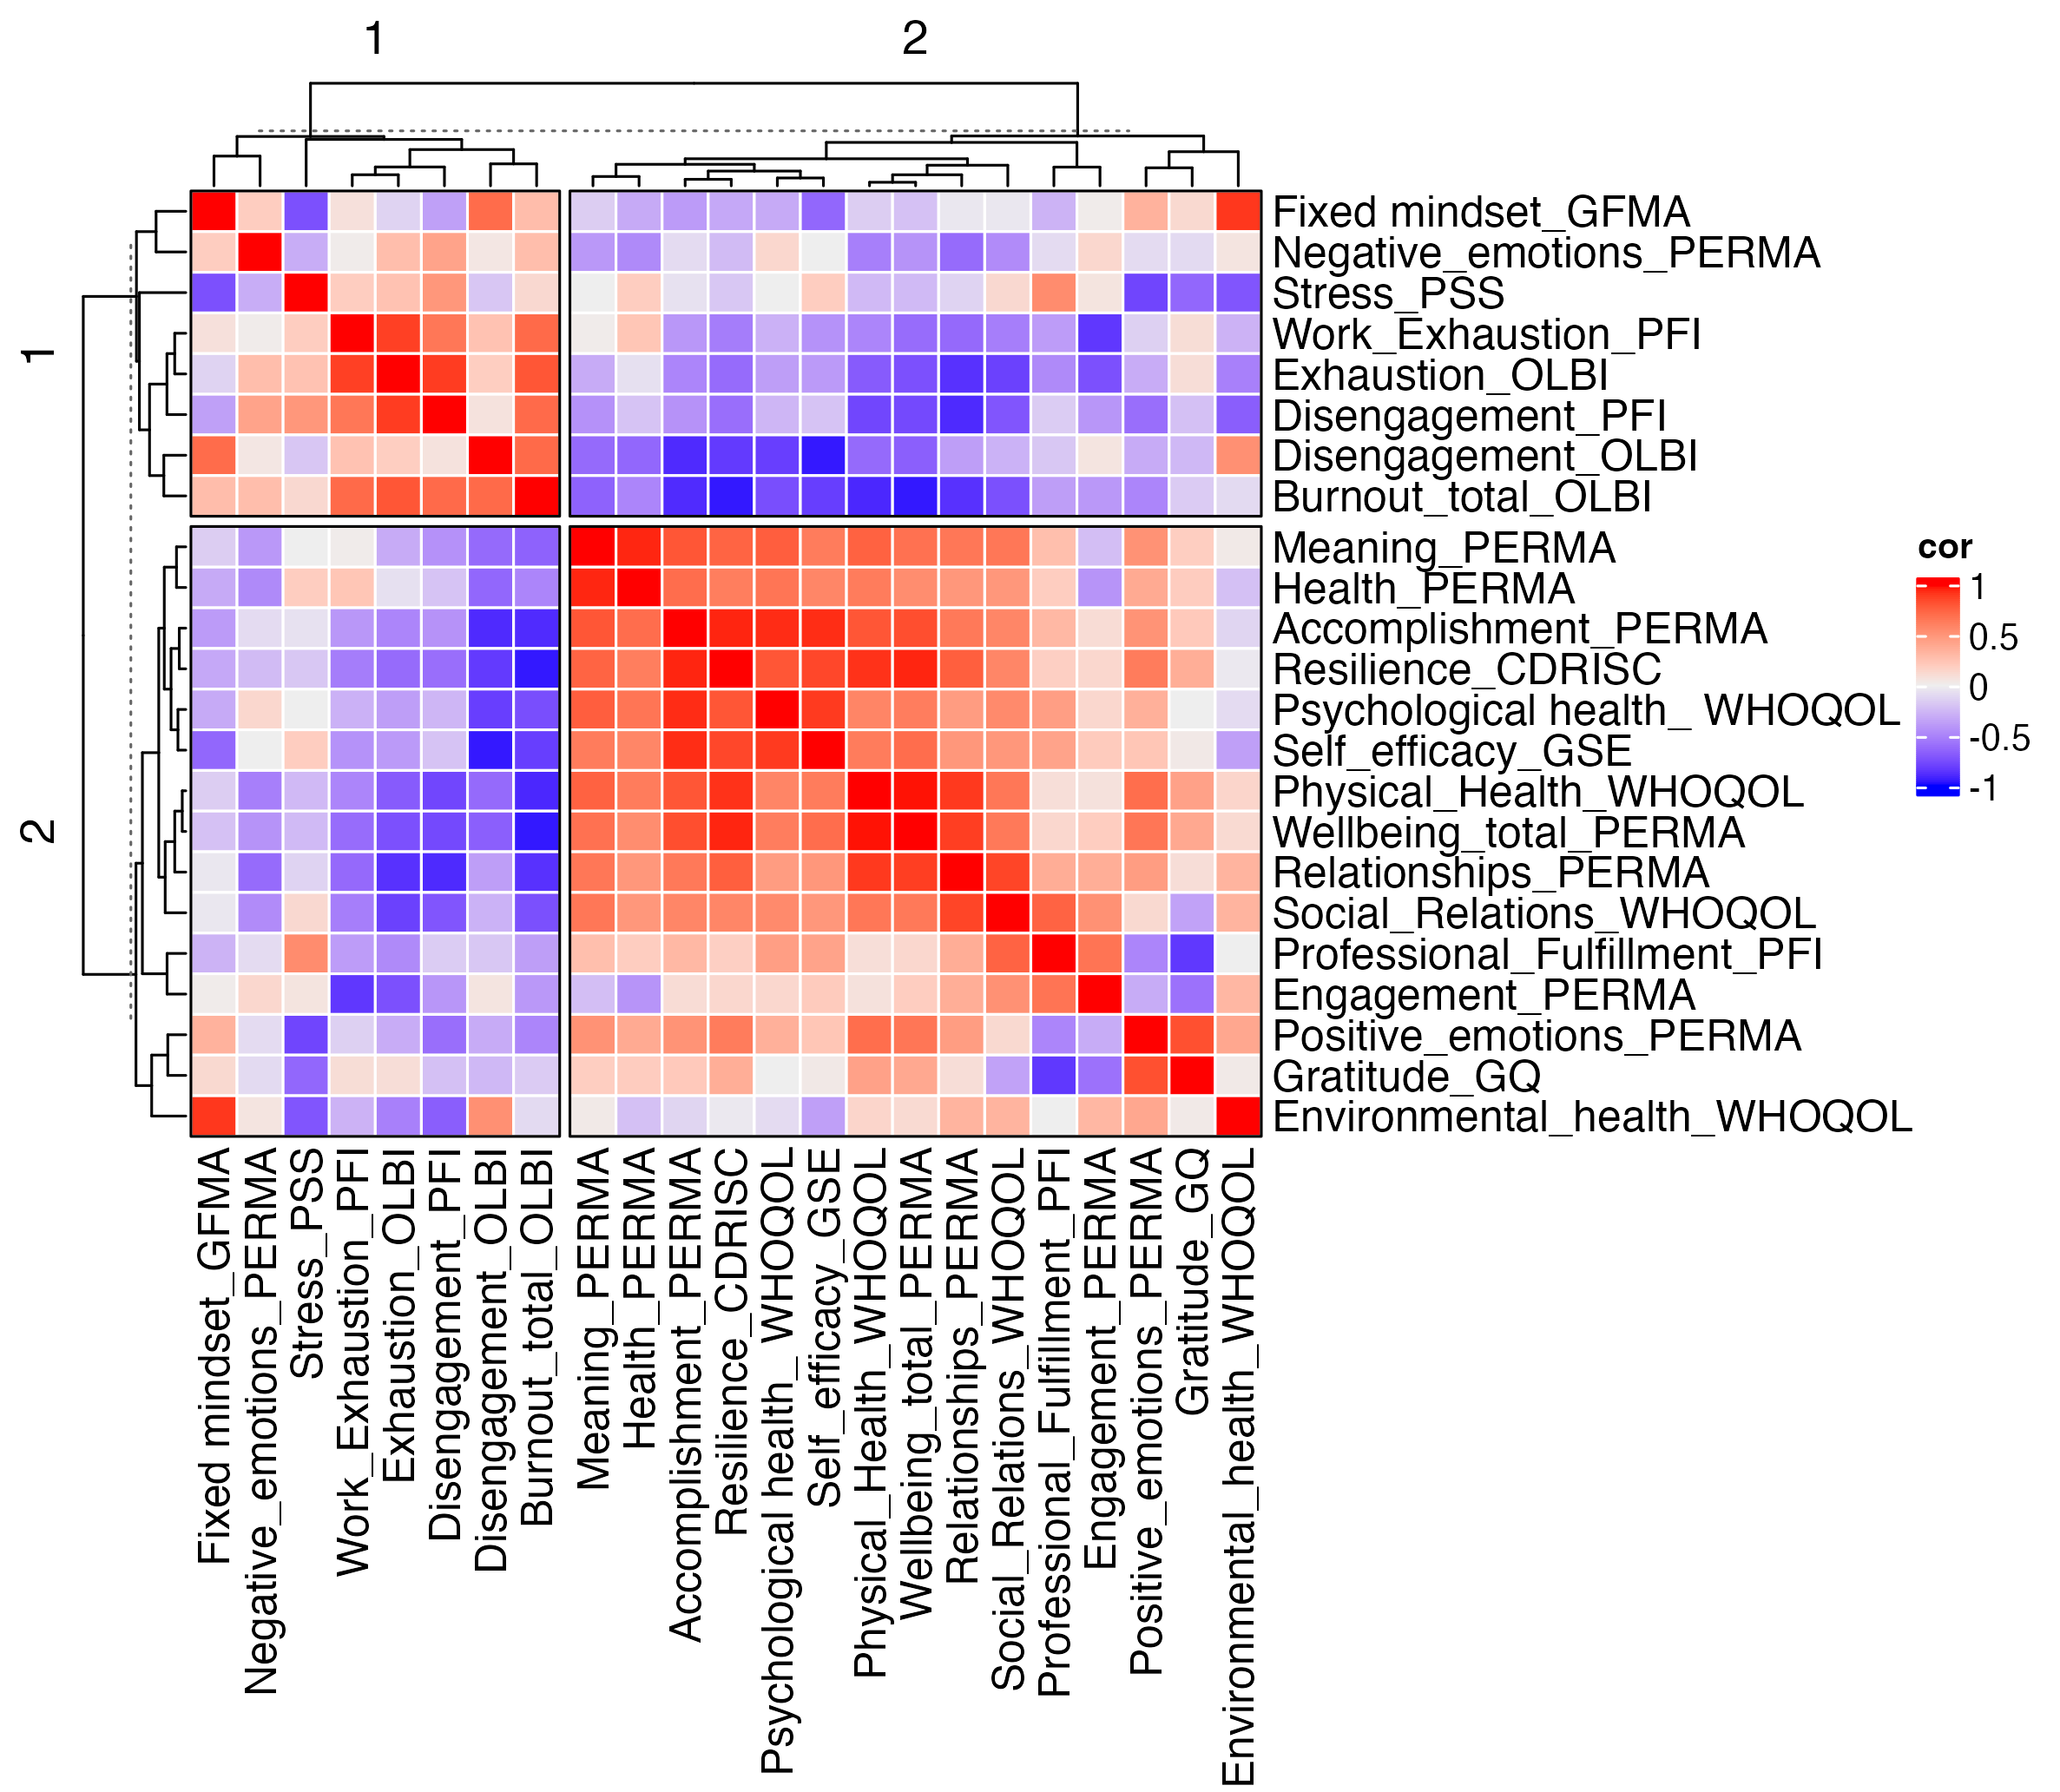 1
2
1
2
Fixed mindset_GFMA
Negative_emotions_PERMA
Stress_PSS
Work_Exhaustion_PFI
Exhaustion_OLBI
Disengagement_PFI
Disengagement_OLBI
Burnout_total_OLBI
Meaning_PERMA
Health_PERMA
Accomplishment_PERMA
Resilience_CDRISC
Psychological health_ WHOQOL
Self_efficacy_GSE
Physical_Health_WHOQOL
Wellbeing_total_PERMA
Relationships_PERMA
Social_Relations_WHOQOL
Professional_Fulfillment_PFI
Engagement_PERMA
Positive_emotions_PERMA
Gratitude_GQ
Environmental_health_WHOQOL
cor
1
0.5
0
-0.5
-1
Fixed mindset_GFMA
Negative_emotions_PERMA
Stress_PSS
Work_Exhaustion_PFI
Exhaustion_OLBI
Disengagement_PFI
Disengagement_OLBI
Burnout_total_OLBI
Meaning_PERMA
Health_PERMA
Accomplishment_PERMA
Resilience_CDRISC
Psychological health_ WHOQOL
Self_efficacy_GSE
Physical_Health_WHOQOL
Wellbeing_total_PERMA
Relationships_PERMA
Social_Relations_WHOQOL
Professional_Fulfillment_PFI
Engagement_PERMA
Positive_emotions_PERMA
Gratitude_GQ
Environmental_health_WHOQOL